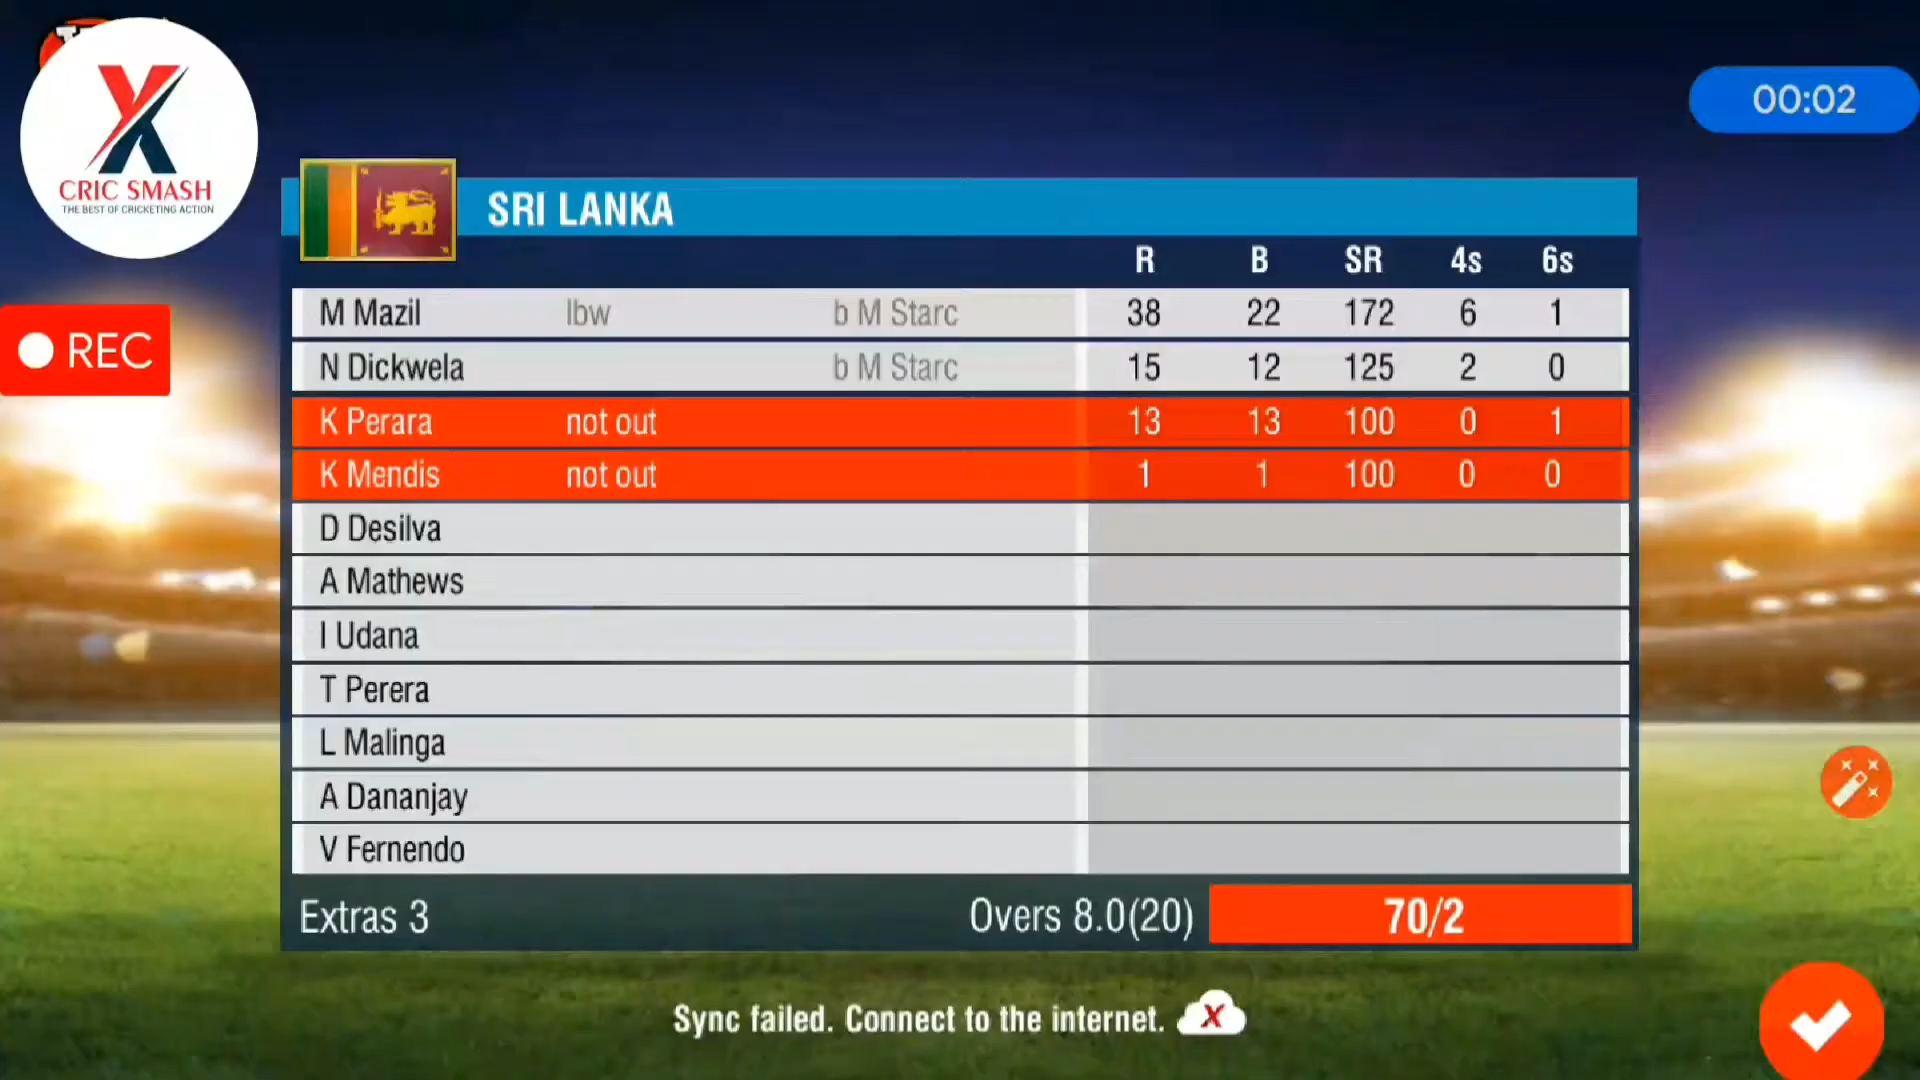 CRIC SMASH
THE BEST OF CRICKETING ACTION
00:02
REC
SRI LANKA
R B SR 4s 6s
M Mazil lbw b M Starc 38 22 172 6 1
N Dickwela b M Starc 15 12 125 2 0
K Perara not out 13 13 100 0 1
K Mendis not out 1 1 100 0 0
D Desilva
A Mathews
I Udana
T Perera
L Malinga
A Dananjay
V Fernendo
Extras 3 Overs 8.0(20) 70/2
Sync failed. Connect to the internet.